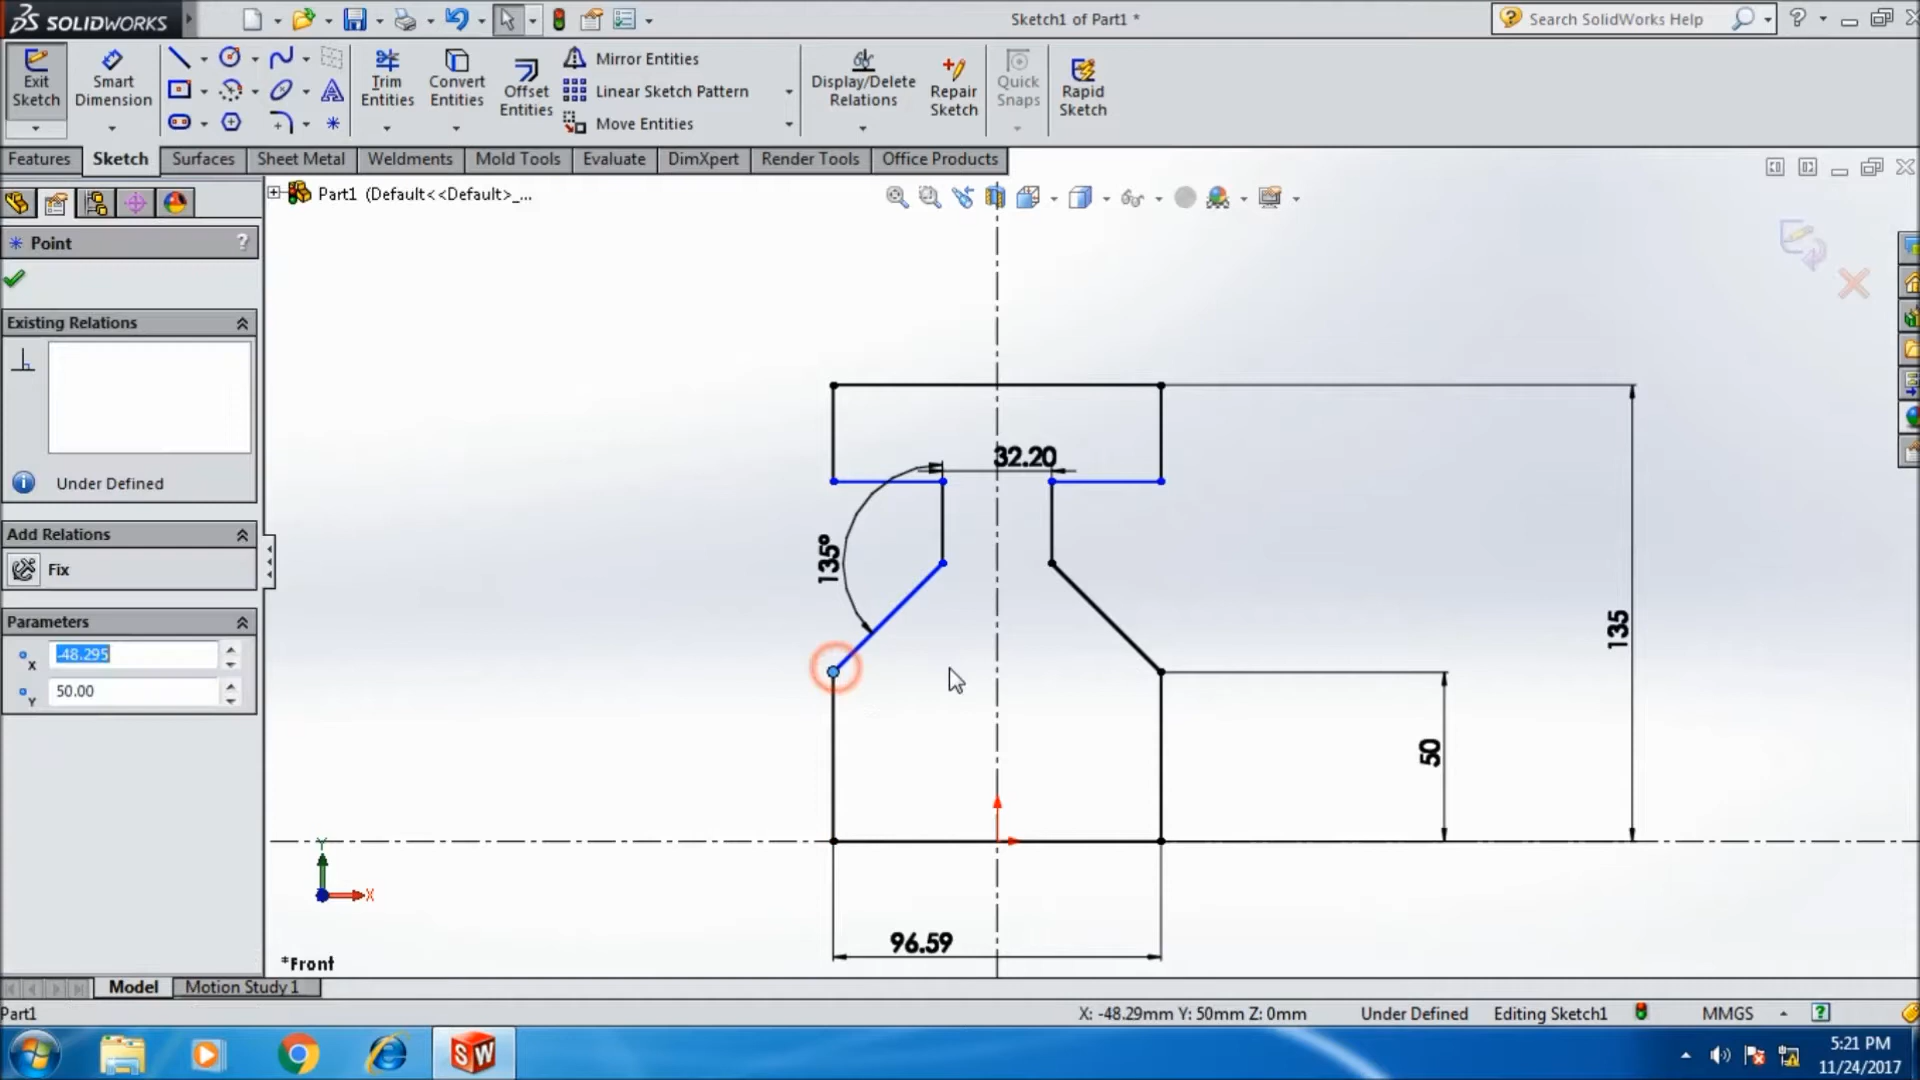 SOLIDWORKS
Sketch1 of Part1 *
Search SolidWorks Help
Exit Sketch
Smart Dimension
Trim Entities
Convert Entities
Offset Entities
Mirror Entities
Linear Sketch Pattern
Move Entities
Display/Delete Relations
Repair Sketch
Quick Snaps
Rapid Sketch
Features
Sketch
Surfaces
Sheet Metal
Weldments
Mold Tools
Evaluate
DimXpert
Render Tools
Office Products
Part1 (Default<<Default>_...
Point
?
Existing Relations
Under Defined
Add Relations
Fix
Parameters
X
-48.295
Y
50.00
32.20
135°
135
50
96.59
Y
X
*Front
Model
Motion Study 1
Part1
X: -48.29mm Y: 50mm Z: 0mm
Under Defined
Editing Sketch1
MMGS
?
SW
5:21 PM
11/24/2017